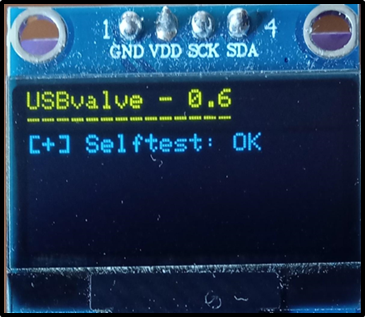 1 4
GND VDD SCK SDA
USBvalve - 0.6
----------------
[+] Selftest: OK